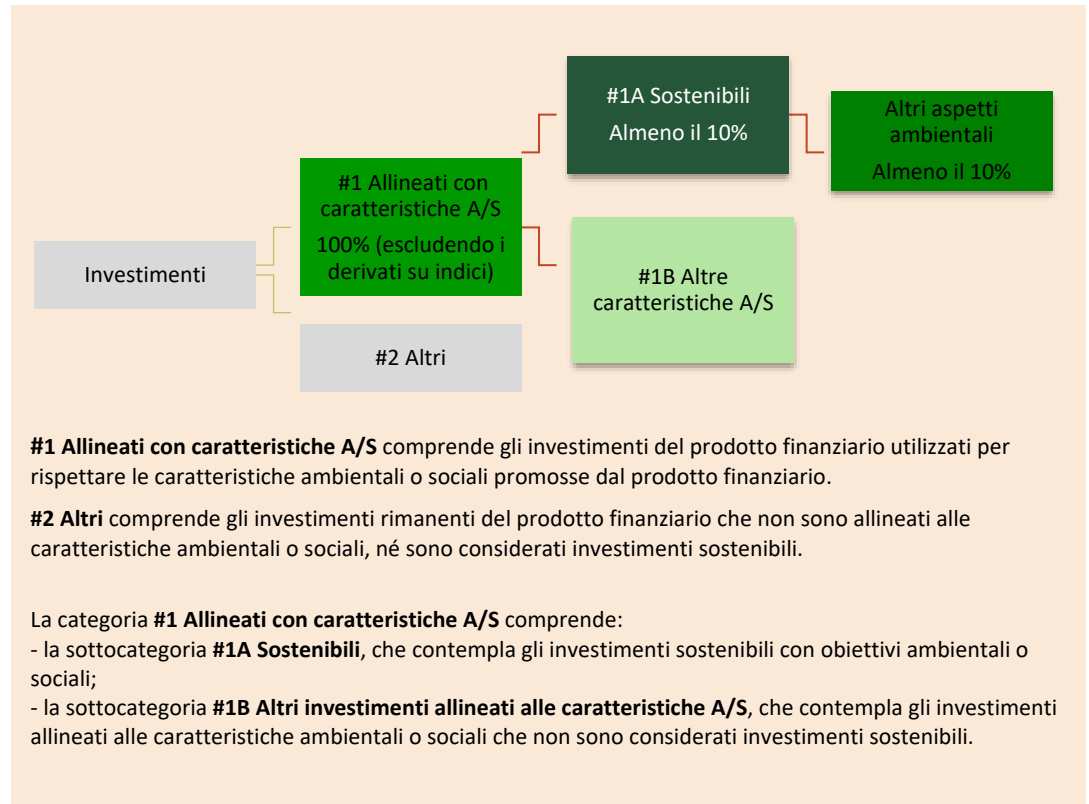 Investimenti
#1 Allineati con
caratteristiche A/S
100% (escludendo i
derivati su indici)
#2 Altri
#1A Sostenibili
Almeno il 10%
#1B Altre
caratteristiche A/S
Altri aspetti
ambientali
Almeno il 10%
#1 Allineati con caratteristiche A/S comprende gli investimenti del prodotto finanziario utilizzati per
rispettare le caratteristiche ambientali o sociali promosse dal prodotto finanziario.
#2 Altri comprende gli investimenti rimanenti del prodotto finanziario che non sono allineati alle
caratteristiche ambientali o sociali, né sono considerati investimenti sostenibili.
La categoria #1 Allineati con caratteristiche A/S comprende:
- la sottocategoria #1A Sostenibili, che contempla gli investimenti sostenibili con obiettivi ambientali o
sociali;
- la sottocategoria #1B Altri investimenti allineati alle caratteristiche A/S, che contempla gli investimenti
allineati alle caratteristiche ambientali o sociali che non sono considerati investimenti sostenibili.